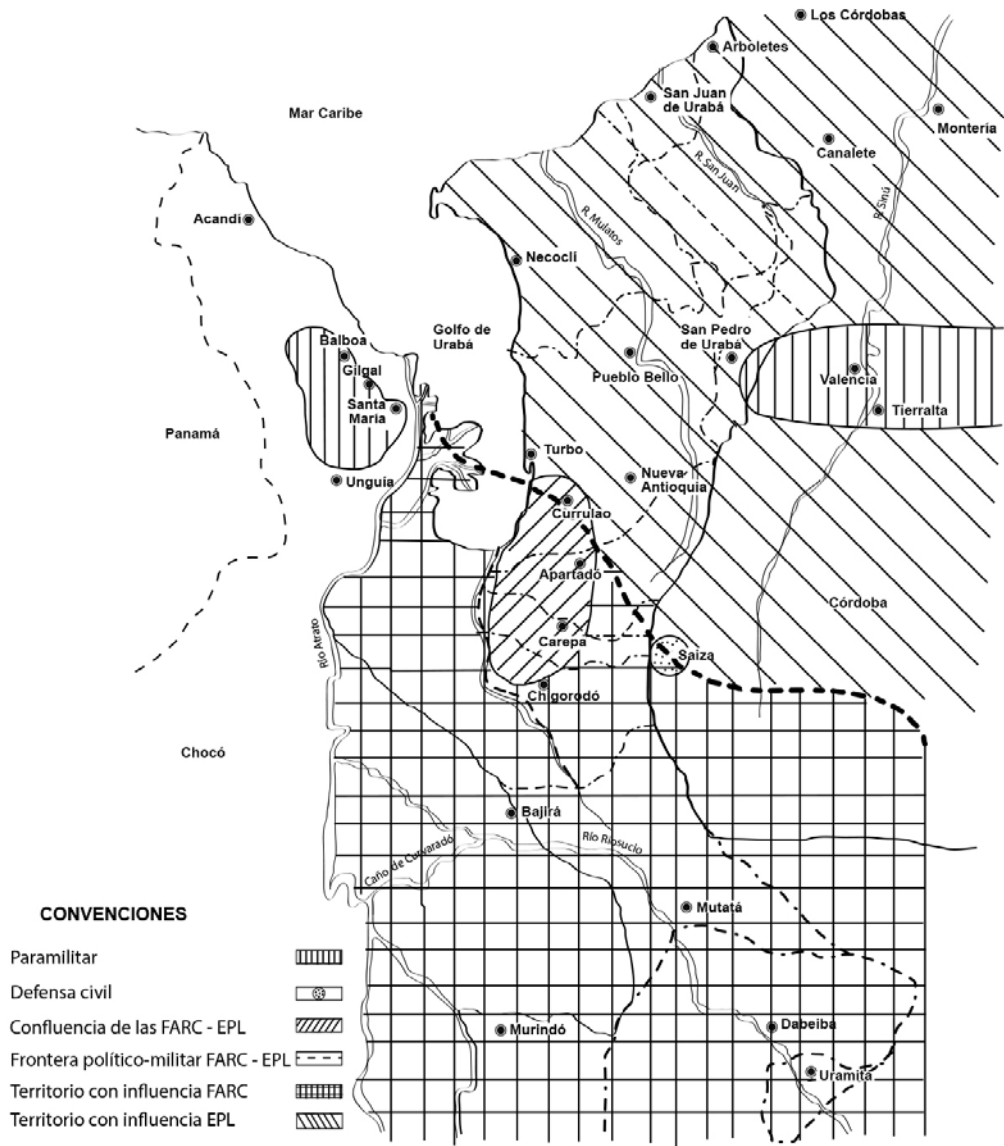 Los Córdobas
Arboletes
San Juan
de Urabá
Montería
Mar Caribe
Canalete
R. San Juan
R. Sinú
R. Mulatos
Acandí
Necoclí
Golfo de
Urabá
San Pedro
de Urabá
Balboa
Gilgal
Pueblo Bello
Valencia
Santa
María
Tierralta
Panamá
Turbo
Nueva
Antioquia
Unguía
Currulao
Apartadó
Córdoba
Carepa
Saiza
Río Atrato
Chigorodó
Chocó
Bajirá
Río Riosucio
Caño de Curvaradó
Mutatá
CONVENCIONES
Paramilitar
Defensa civil
Confluencia de las FARC - EPL
Murindó
Dabeiba
Frontera político-militar FARC - EPL
Uramita
Territorio con influencia FARC
Territorio con influencia EPL